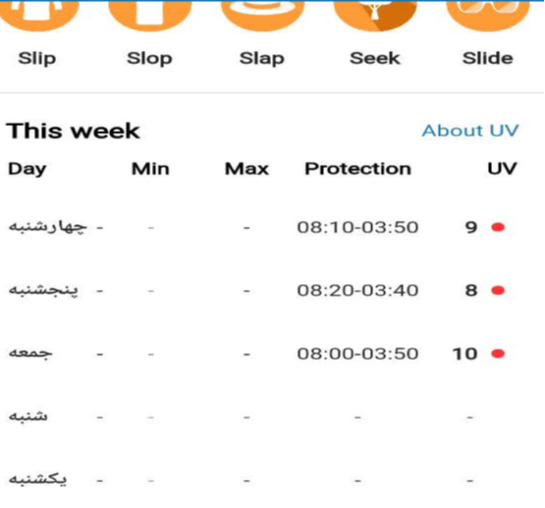 Slip Slop Slap Seek Slide
This week About UV
Day Min Max Protection UV
چهارشنبه - - - 08:10-03:50 9
پنجشنبه - - - 08:20-03:40 8
جمعه - - - 08:00-03:50 10
شنبه - - - - -
یکشنبه - - - - -